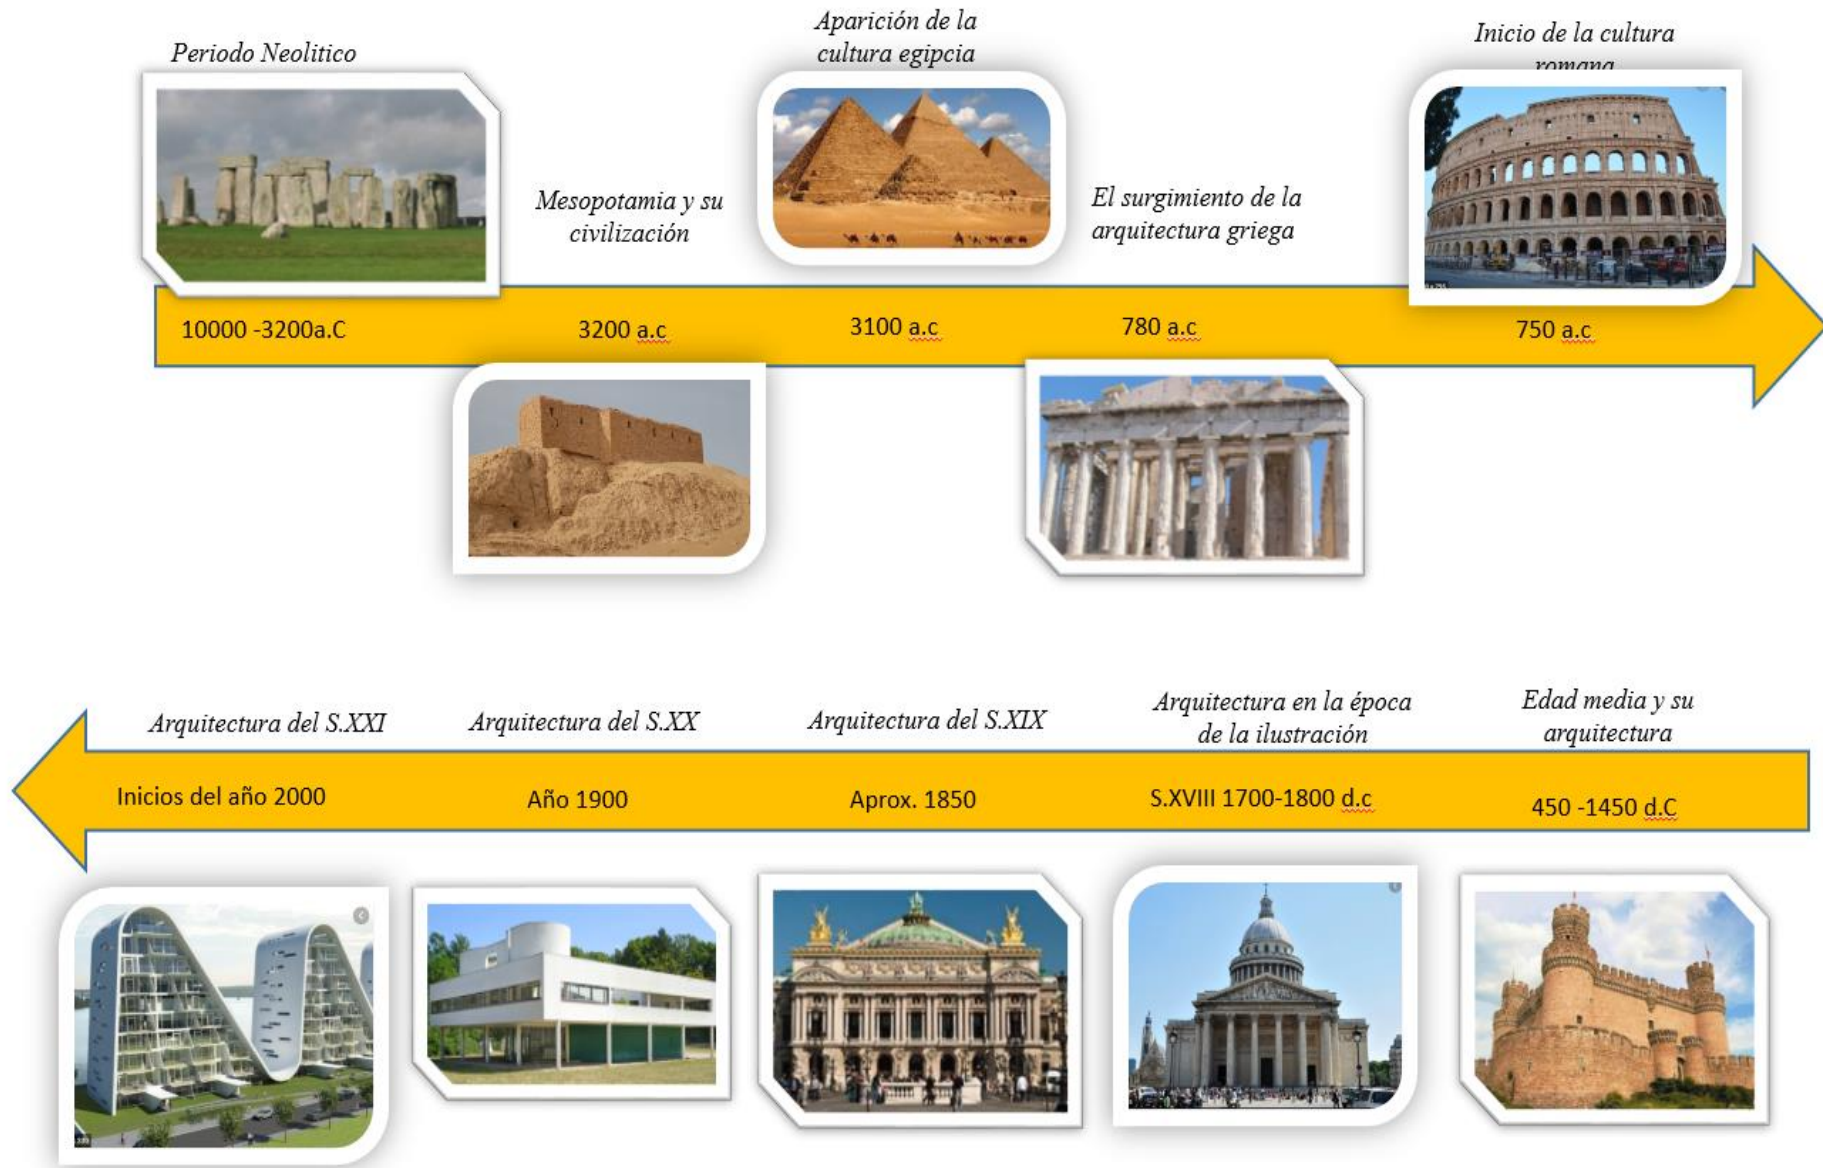 Periodo Neolitico
Aparición de la
cultura egipcia
Inicio de la cultura
romana
Mesopotamia y su
civilización
El surgimiento de la
arquitectura griega
10000 -3200a.C
3200 a.c
3100 a.c
780 a.c
750 a.c
Arquitectura del S.XXI
Arquitectura del S.XX
Arquitectura del S.XIX
Arquitectura en la época
de la ilustración
Edad media y su
arquitectura
Inicios del año 2000
Año 1900
Aprox. 1850
S.XVIII 1700-1800 d.c
450 -1450 d.C